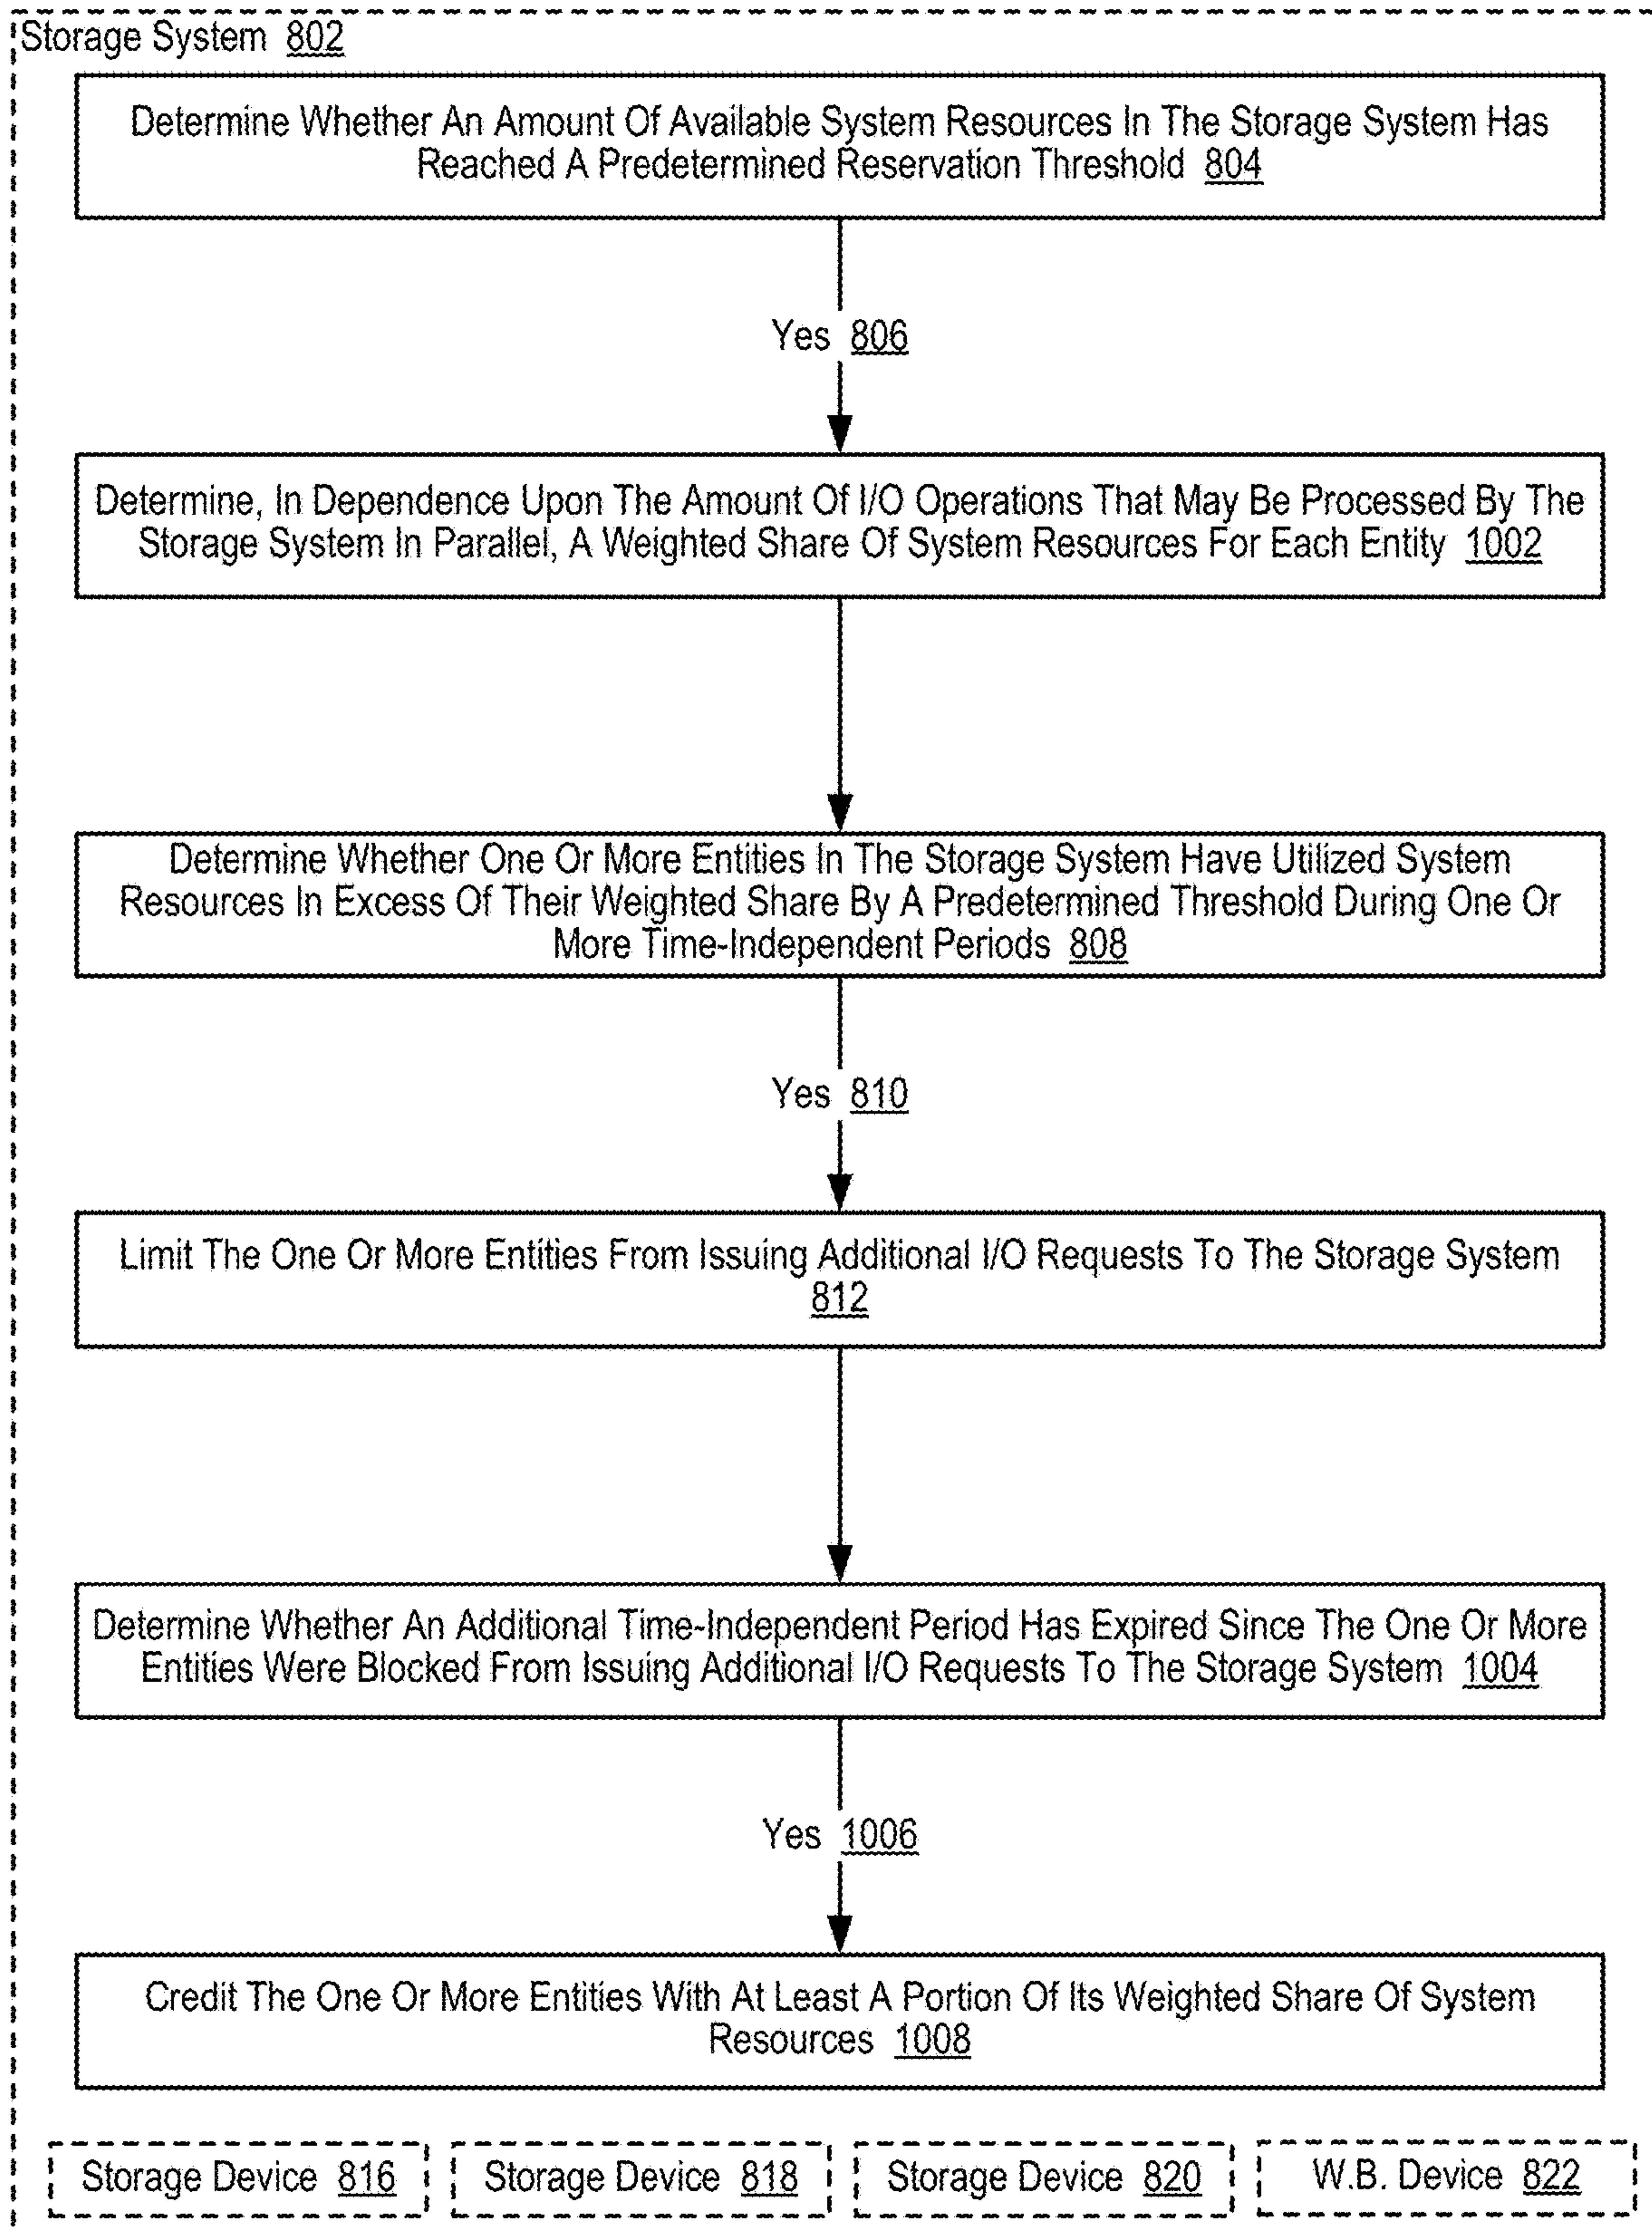 Storage System 802
Determine Whether An Amount Of Available System Resources In The Storage System Has
Reached A Predetermined Reservation Threshold 804
Yes 806
Determine, In Dependence Upon The Amount Of I/O Operations That May Be Processed By The
Storage System In Parallel, A Weighted Share Of System Resources For Each Entity 1002
Determine Whether One Or More Entities In The Storage System Have Utilized System
Resources In Excess Of Their Weighted Share By A Predetermined Threshold During One Or
More Time-Independent Periods 808
Yes 810
Limit The One Or More Entities From Issuing Additional I/O Requests To The Storage System
812
Determine Whether An Additional Time-Independent Period Has Expired Since The One Or More
Entities Were Blocked From Issuing Additional I/O Requests To The Storage System 1004
Yes 1006
Credit The One Or More Entities With At Least A Portion Of Its Weighted Share Of System
Resources 1008
Storage Device 816
Storage Device 818
Storage Device 820
W.B. Device 822